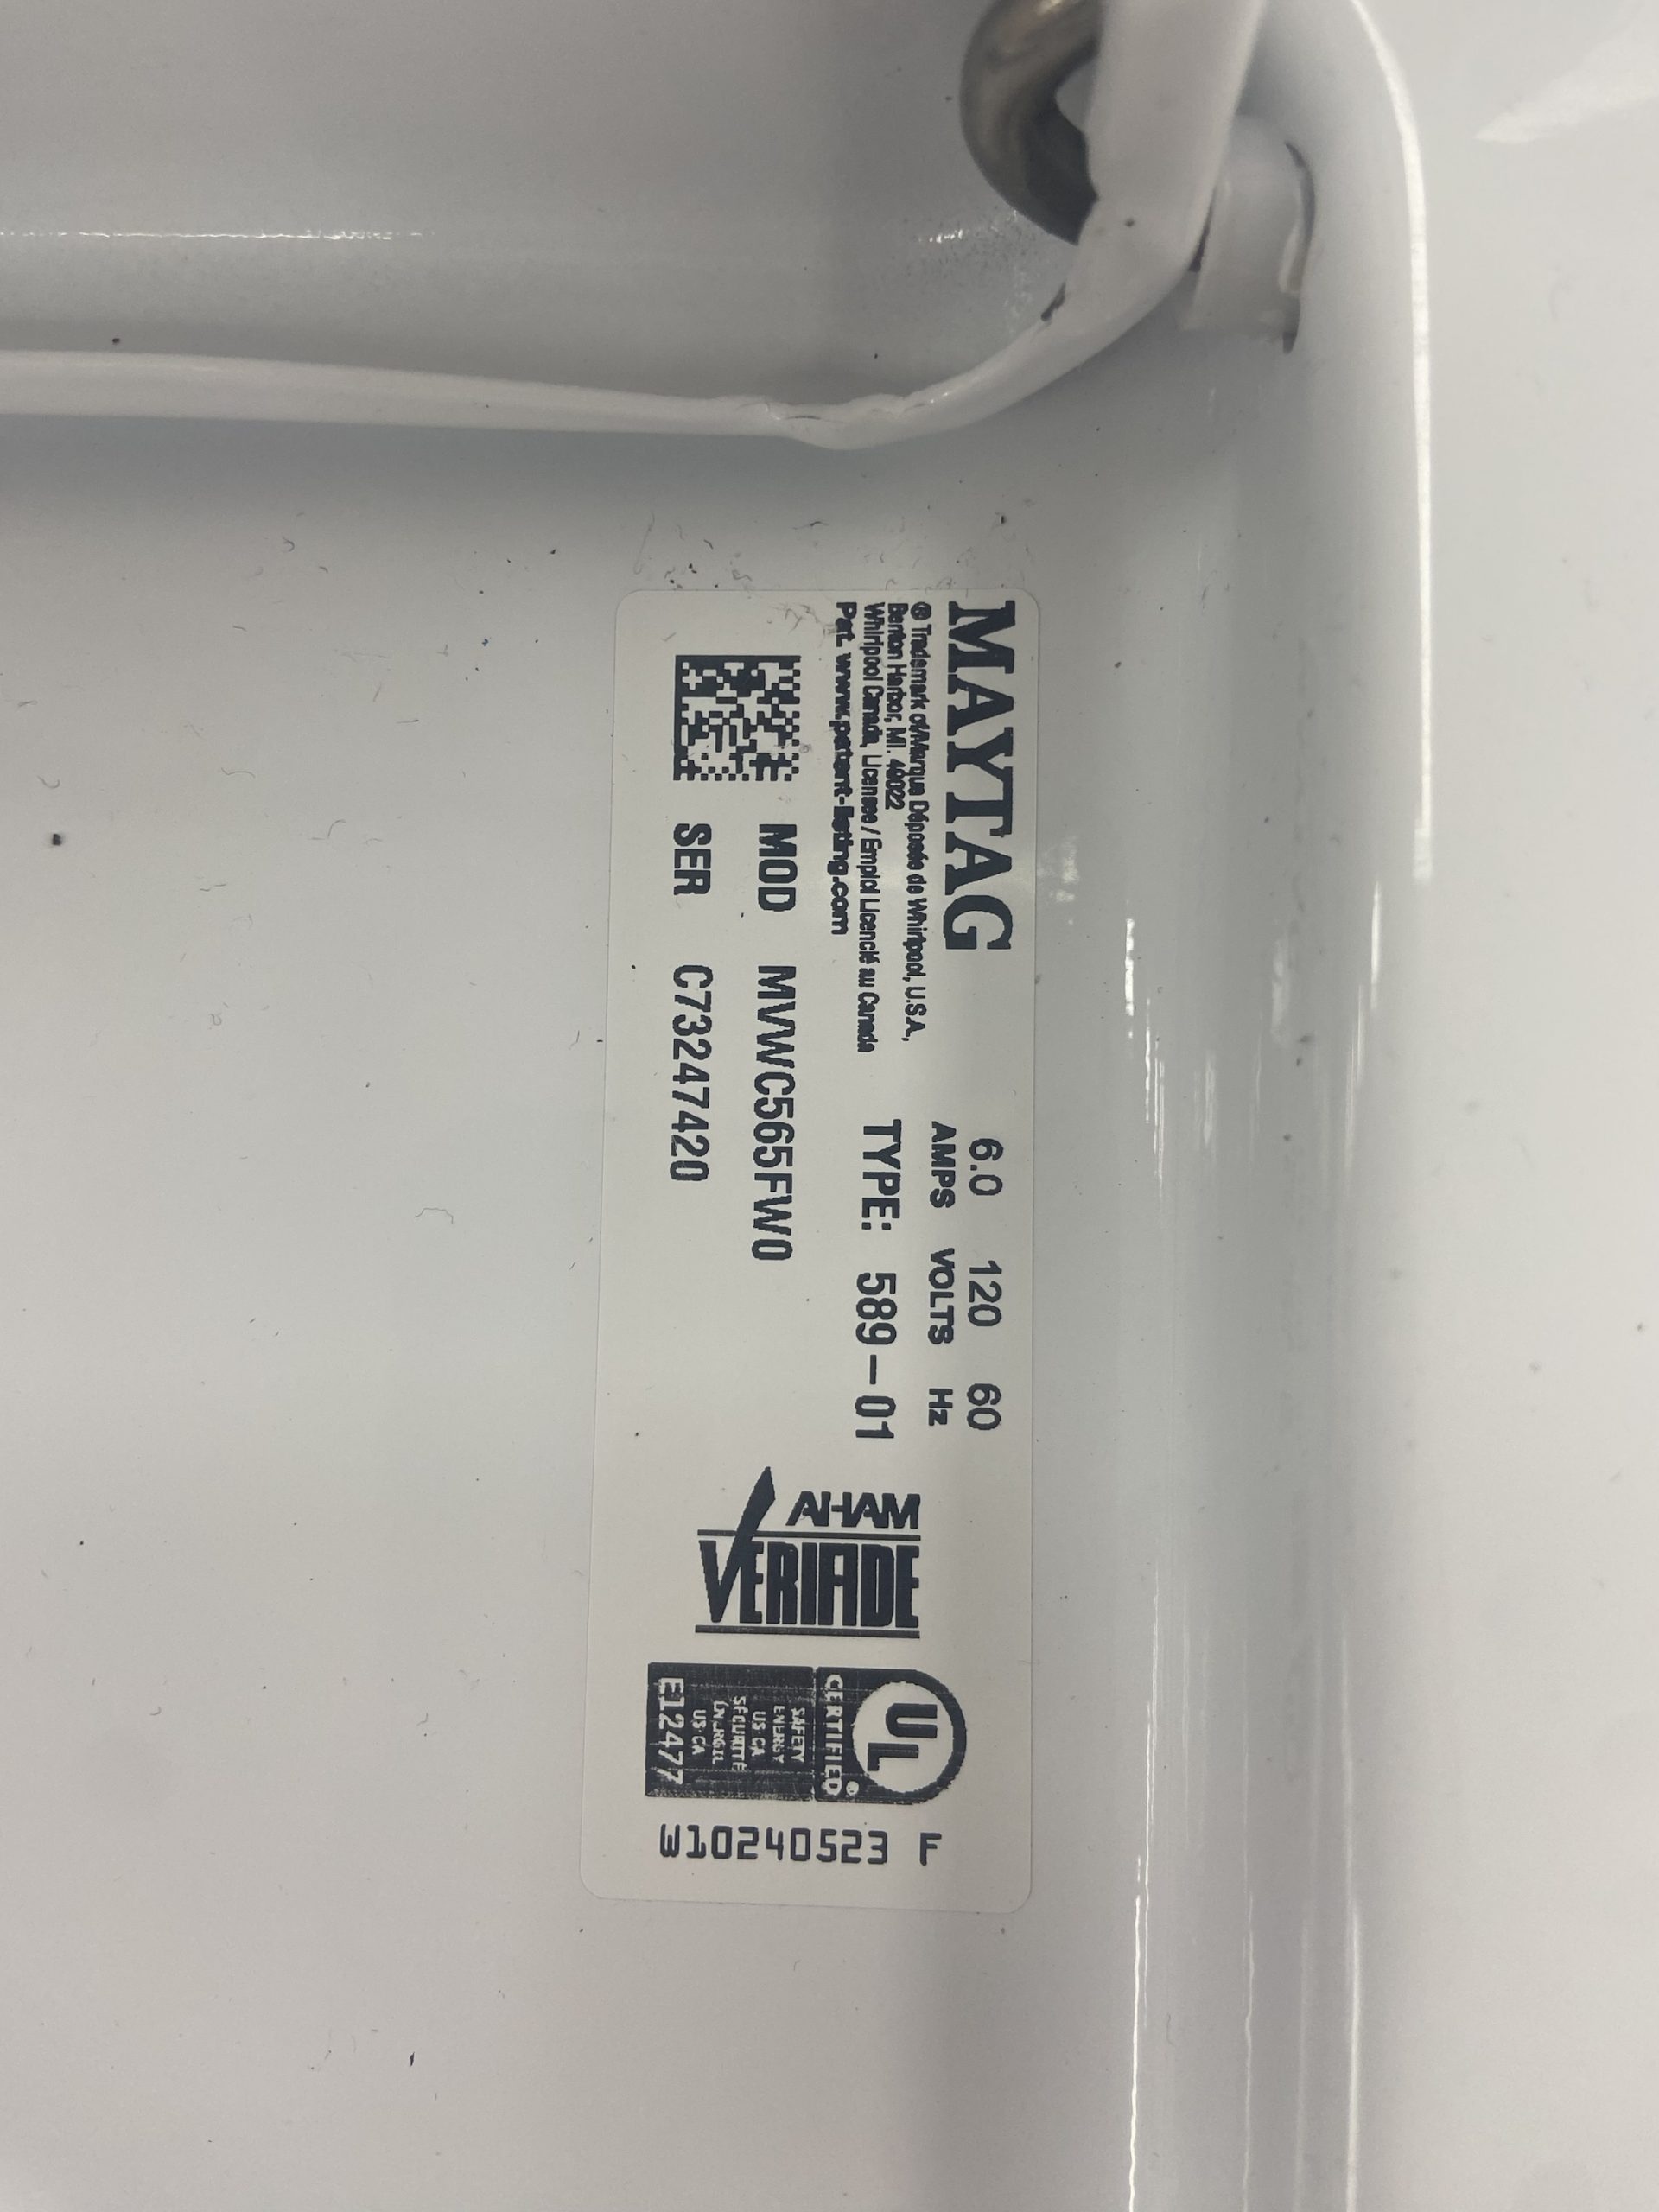 MAYTAG
® Trademark of/Marque Déposée de Whirlpool, U.S.A.,
Benton Harbor, MI. 49022
Whirlpool Canada, Licensee / Emploi Licencié au Canada
Pat. www.patent-listing.com
6.0 120 60
AMPS VOLTS Hz
TYPE: 589-01
MOD MVWC565FW0
SER C73247420
AHAM
VERIFIDE
UL
CERTIFIED®
SAFETY
ENERGY
US·CA
SÉCURITÉ
US·CA
E12477
W10240523 F